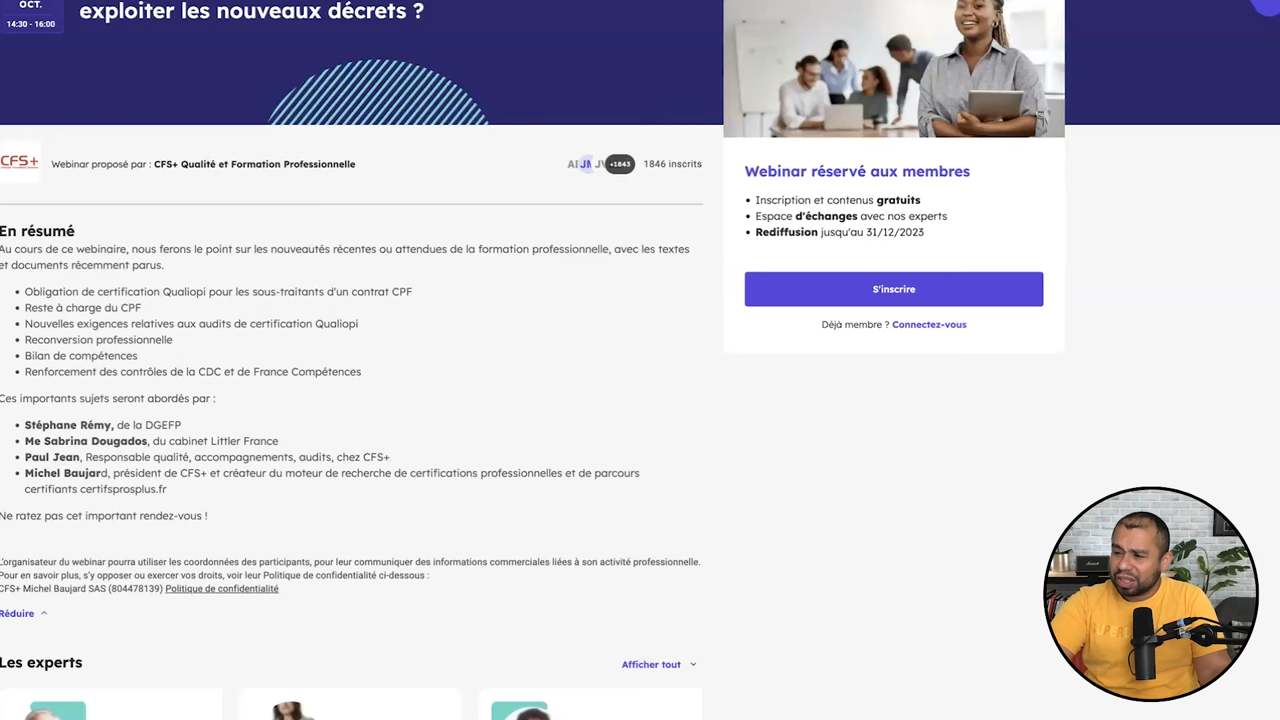 OCT.
14:30 - 16:00
exploiter les nouveaux décrets ?
CFS+
Webinar proposé par : CFS+ Qualité et Formation Professionnelle
JM
+1843
1846 inscrits
En résumé
Au cours de ce webinaire, nous ferons le point sur les nouveautés récentes ou attendues de la formation professionnelle, avec les textes
et documents récemment parus.
• Obligation de certification Qualiopi pour les sous-traitants d'un contrat CPF
• Reste à charge du CPF
• Nouvelles exigences relatives aux audits de certification Qualiopi
• Reconversion professionnelle
• Bilan de compétences
• Renforcement des contrôles de la CDC et de France Compétences
Ces importants sujets seront abordés par :
• Stéphane Rémy, de la DGEFP
• Me Sabrina Dougados, du cabinet Littler France
• Paul Jean, Responsable qualité, accompagnements, audits, chez CFS+
• Michel Baujard, président de CFS+ et créateur du moteur de recherche de certifications professionnelles et de parcours
certifiants certifsprosplus.fr
Ne ratez pas cet important rendez-vous !
L'organisateur du webinar pourra utiliser les coordonnées des participants, pour leur communiquer des informations commerciales liées à son activité professionnelle.
Pour en savoir plus, s'y opposer ou exercer vos droits, voir leur Politique de confidentialité ci-dessous :
CFS+ Michel Baujard SAS (804478139) Politique de confidentialité
Réduire
Les experts
Afficher tout
Webinar réservé aux membres
• Inscription et contenus gratuits
• Espace d'échanges avec nos experts
• Rediffusion jusqu'au 31/12/2023
S'inscrire
Déjà membre ? Connectez-vous